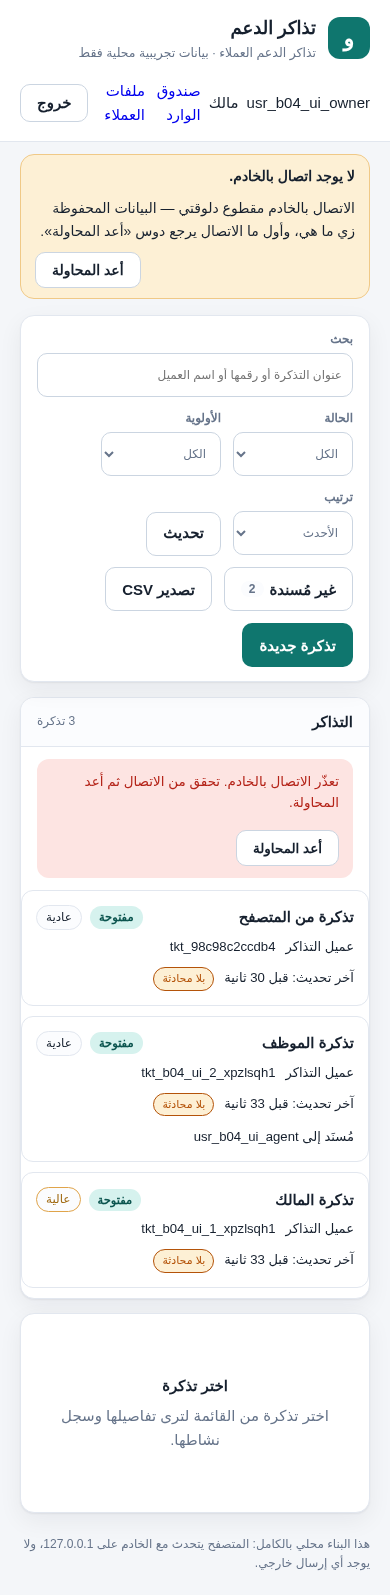 و
تذاكر الدعم
تذاكر الدعم العملاء · بيانات تجريبية محلية فقط
usr_b04_ui_owner
مالك
صندوق الوارد
ملفات العملاء
خروج
لا يوجد اتصال بالخادم.
الاتصال بالخادم مقطوع دلوقتي — البيانات المحفوظة
زي ما هي، وأول ما الاتصال يرجع دوس «أعد المحاولة».
أعد المحاولة
بحث
عنوان التذكرة أو رقمها أو اسم العميل
الحالة
الأولوية
الكل
الكل
ترتيب
الأحدث
تحديث
غير مُسندة 2
تصدير CSV
تذكرة جديدة
التذاكر
3 تذكرة
تعذّر الاتصال بالخادم. تحقق من الاتصال ثم أعد
المحاولة.
أعد المحاولة
تذكرة من المتصفح
مفتوحة
عادية
عميل التذاكر tkt_98c98c2ccdb4
آخر تحديث: قبل 30 ثانية
بلا محادثة
تذكرة الموظف
مفتوحة
عادية
عميل التذاكر tkt_b04_ui_2_xpzlsqh1
آخر تحديث: قبل 33 ثانية
بلا محادثة
مُسنَد إلى usr_b04_ui_agent
تذكرة المالك
مفتوحة
عالية
عميل التذاكر tkt_b04_ui_1_xpzlsqh1
آخر تحديث: قبل 33 ثانية
بلا محادثة
اختر تذكرة
اختر تذكرة من القائمة لترى تفاصيلها وسجل
نشاطها.
هذا البناء محلي بالكامل: المتصفح يتحدث مع الخادم على 127.0.0.1، ولا
يوجد أي إرسال خارجي.